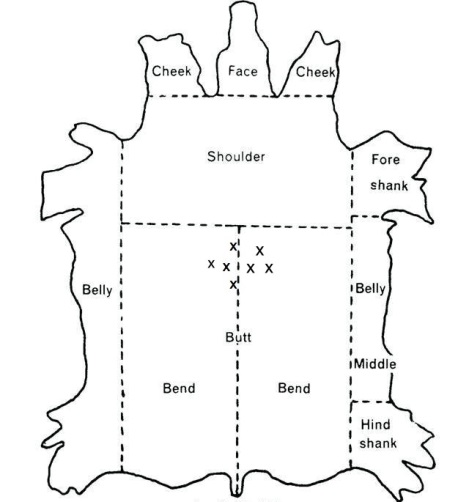 Cheek
Face
Cheek
Shoulder
Fore
shank
x
x
x x x x
x
Belly
Belly
Butt
Middle
Bend
Bend
Hind
shank